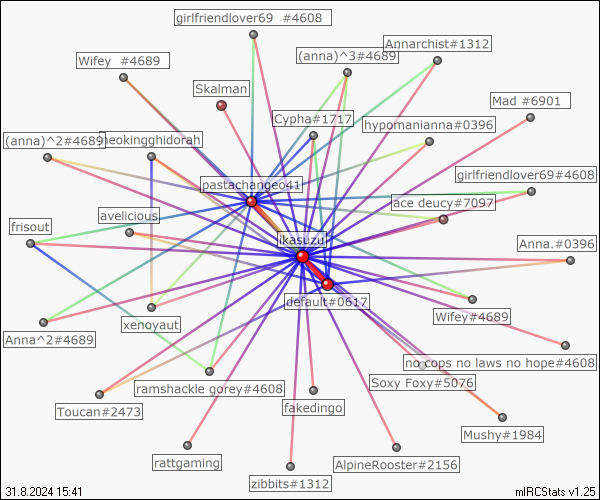 girlfriendlover69 #4608
Annarchist#1312
(anna)^3#4689
Wifey #4689
Skalman
Mad #6901
Cypha#1717
hypomanianna#0396
(anna)^2#4689
neokingghidorah
pastachangeo41
girlfriendlover69#4608
lace deucy#7097
avelicious
frisout
ikasuzu
Anna.#0396
default#0617
Wifey#4689
xenoyaut
Anna^2#4689
no cops no laws no hope#4608
Soxy Foxy#5076
ramshackle gorey#4608
fakedingo
Toucan#2473
Mushy#1984
rattgaming
AlpineRooster#2156
zibbits#1312
31.8.2024 15:41
mIRCStats v1.25